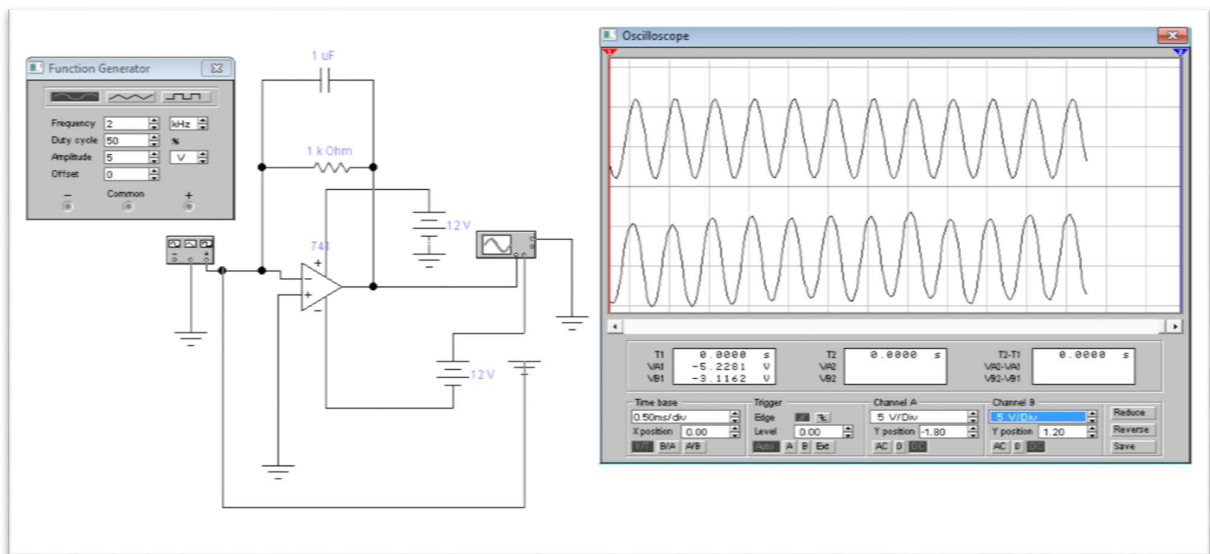 Function Generator
Frequency 2 kHz
Duty cycle 50 %
Amplitude 5 V
Offset 0
− Common +
1 uF
1 k Ohm
741
12 V
12 V
Oscilloscope
1 2
T1 0.0000 s T2 0.0000 s T2-T1 0.0000 s
VA1 -5.2281 V VA2 VA2-VA1
VB1 -3.1162 V VB2 VB2-VB1
Time base Trigger Channel A Channel B
0.50ms/div Edge 5 V/Div 5 V/Div Reduce
X position 0.00 Level 0.00 Y position -1.80 Y position 1.20 Reverse
Y/T B/A A/B Auto A B Ext AC 0 DC AC 0 DC Save